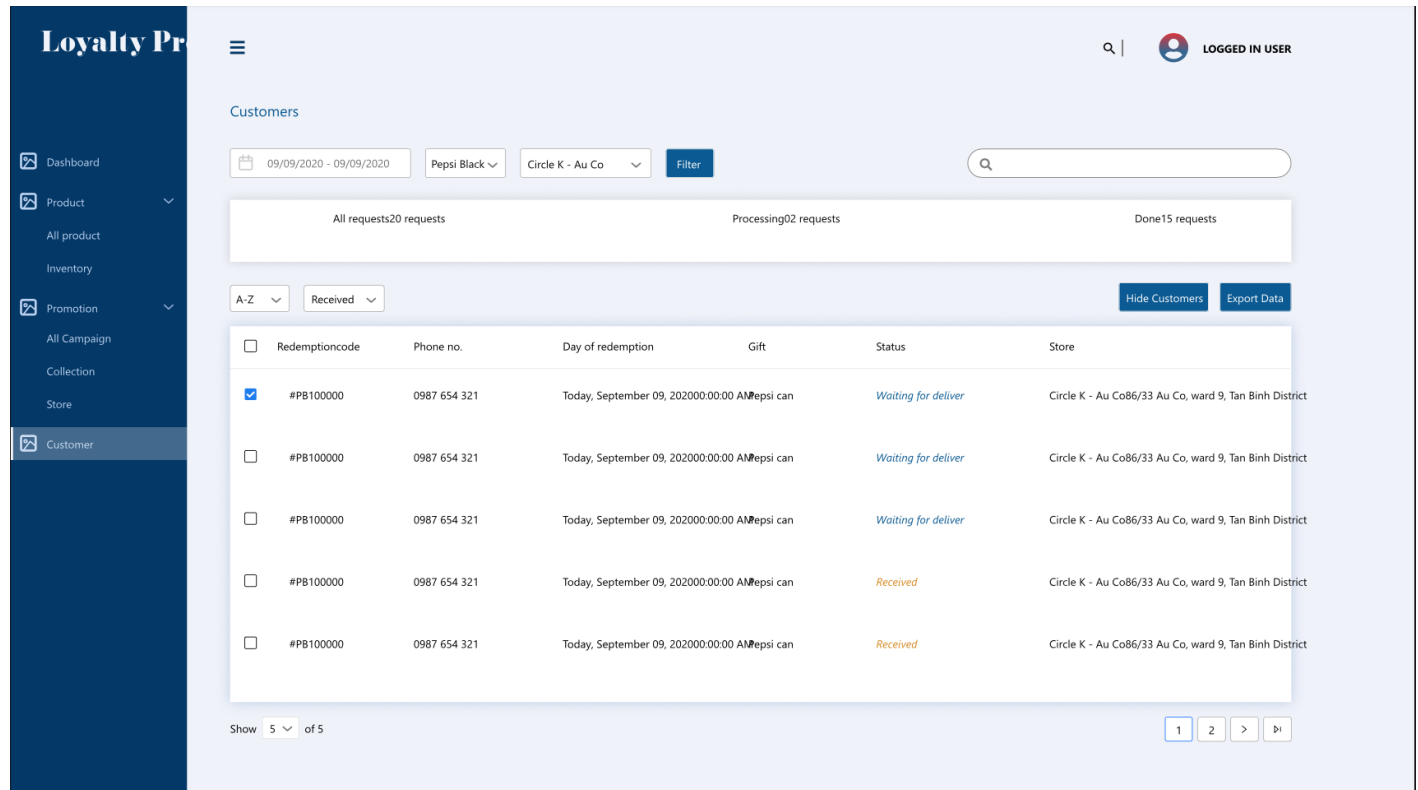 Loyalty Pr
LOGGED IN USER
Customers
Dashboard
Product
All product
Inventory
Promotion
All Campaign
Collection
Store
Customer
09/09/2020 - 09/09/2020 Pepsi Black Circle K - Au Co Filter
All requests20 requests Processing02 requests Done15 requests
A-Z Received Hide Customers Export Data
Redemptioncode Phone no. Day of redemption Gift Status Store
#PB100000 0987 654 321 Today, September 09, 202000:00:00 AM Pepsi can Waiting for deliver Circle K - Au Co86/33 Au Co, ward 9, Tan Binh District
#PB100000 0987 654 321 Today, September 09, 202000:00:00 AM Pepsi can Waiting for deliver Circle K - Au Co86/33 Au Co, ward 9, Tan Binh District
#PB100000 0987 654 321 Today, September 09, 202000:00:00 AM Pepsi can Waiting for deliver Circle K - Au Co86/33 Au Co, ward 9, Tan Binh District
#PB100000 0987 654 321 Today, September 09, 202000:00:00 AM Pepsi can Received Circle K - Au Co86/33 Au Co, ward 9, Tan Binh District
#PB100000 0987 654 321 Today, September 09, 202000:00:00 AM Pepsi can Received Circle K - Au Co86/33 Au Co, ward 9, Tan Binh District
Show 5 of 5 1 2